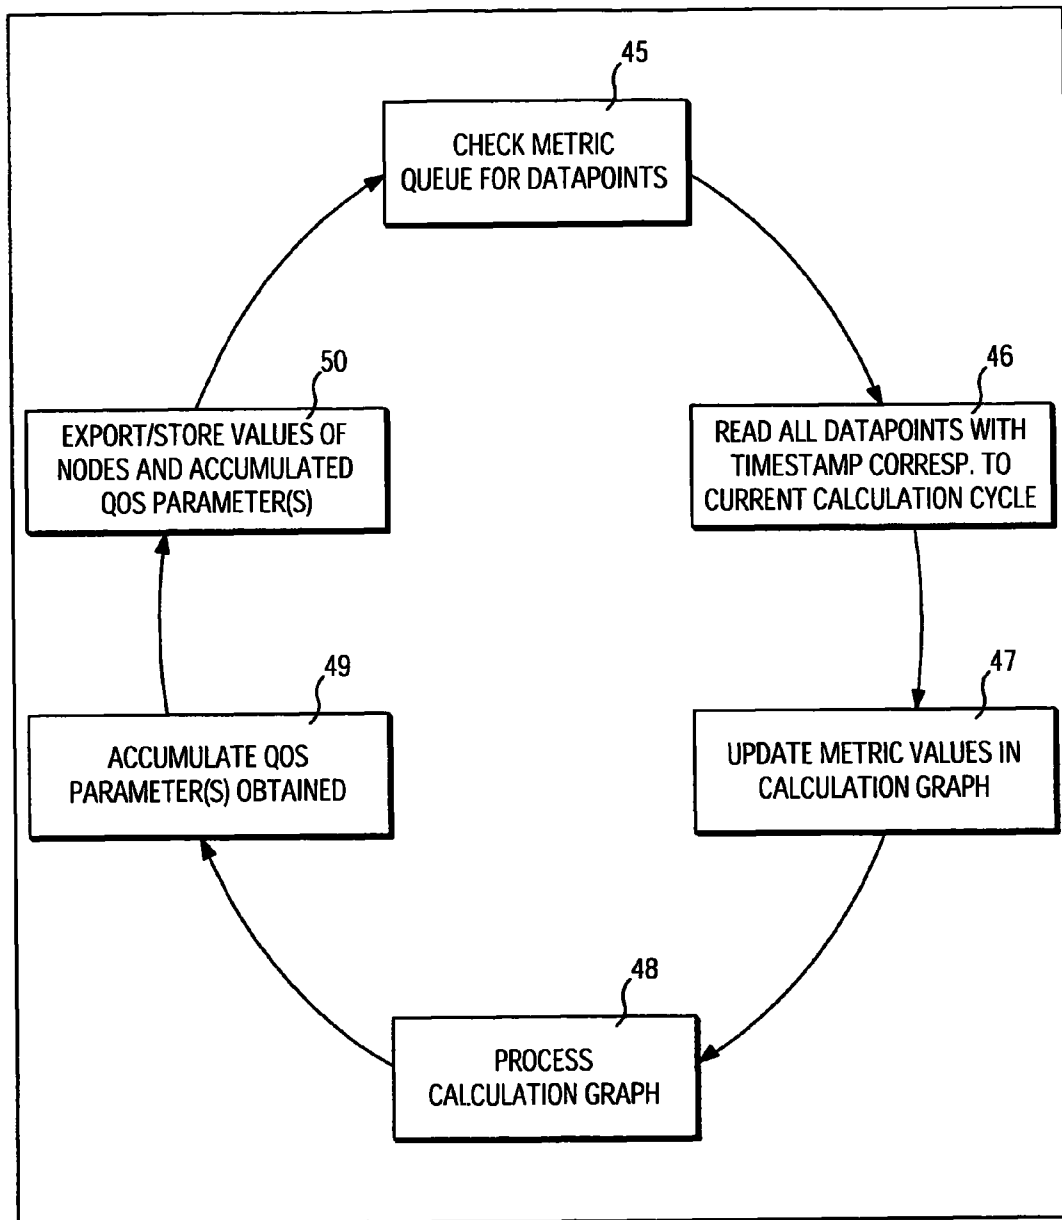 45
CHECK METRIC
QUEUE FOR DATAPOINTS
46
READ ALL DATAPOINTS WITH
TIMESTAMP CORRESP. TO
CURRENT CALCULATION CYCLE
47
UPDATE METRIC VALUES IN
CALCULATION GRAPH
48
PROCESS
CALCULATION GRAPH
49
ACCUMULATE QOS
PARAMETER(S) OBTAINED
50
EXPORT/STORE VALUES OF
NODES AND ACCUMULATED
QOS PARAMETER(S)